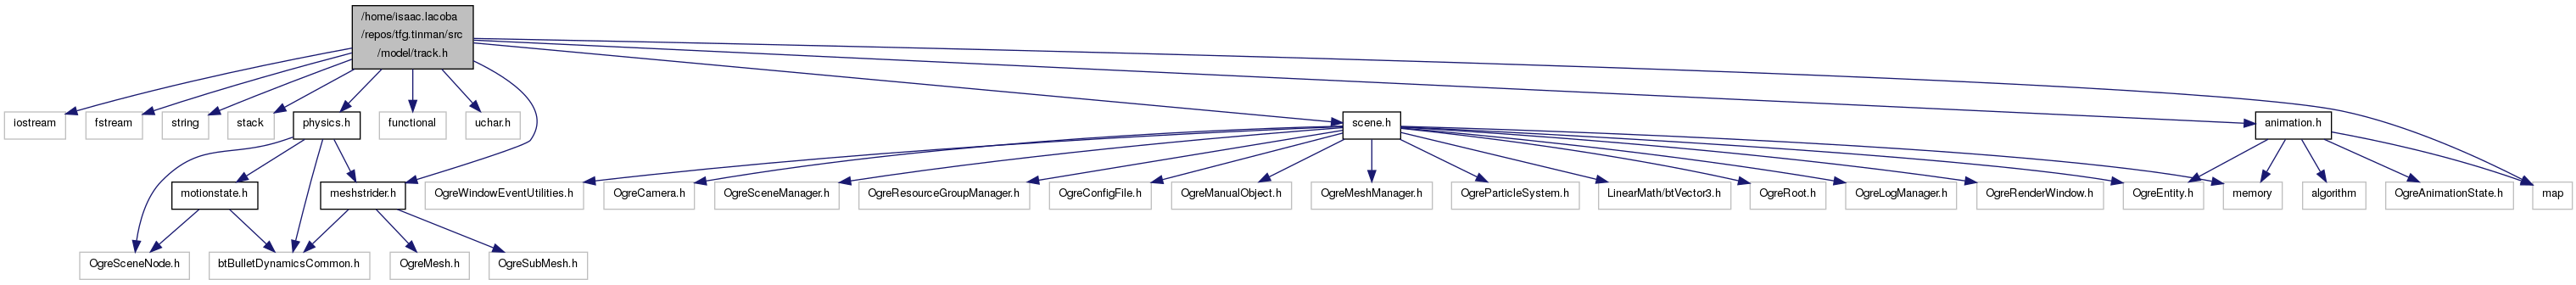 /home/isaac.lacoba
/repos/tfg.tinman/src
/model/track.h
iostream
fstream
string
stack
physics.h
functional
uchar.h
scene.h
animation.h
motionstate.h
meshstrider.h
OgreWindowEventUtilities.h
OgreCamera.h
OgreSceneManager.h
OgreResourceGroupManager.h
OgreConfigFile.h
OgreManualObject.h
OgreMeshManager.h
OgreParticleSystem.h
LinearMath/btVector3.h
OgreRoot.h
OgreLogManager.h
OgreRenderWindow.h
OgreEntity.h
memory
algorithm
OgreAnimationState.h
map
OgreSceneNode.h
btBulletDynamicsCommon.h
OgreMesh.h
OgreSubMesh.h